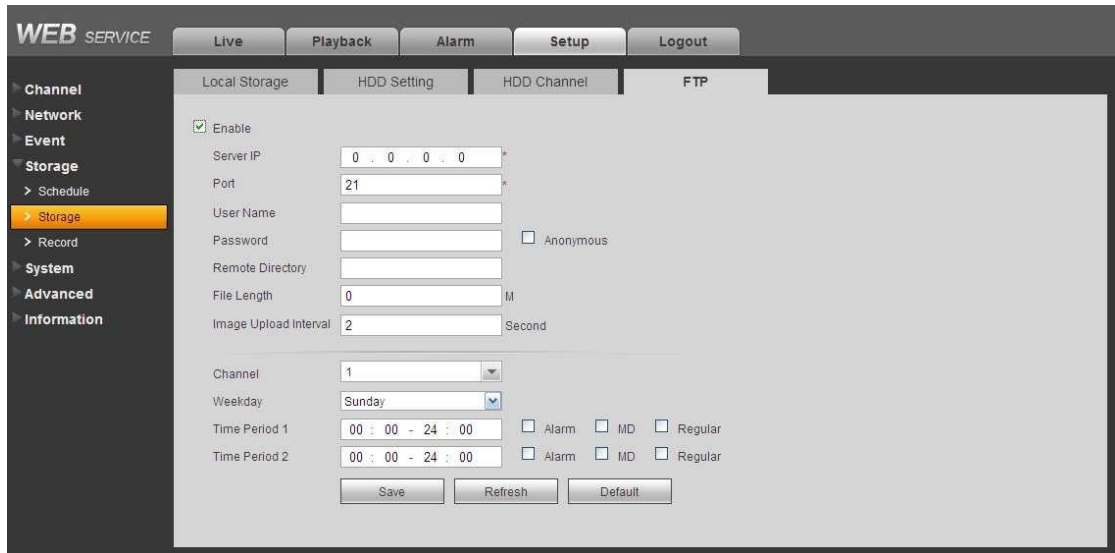 WEB SERVICE
Live Playback Alarm Setup Logout
Local Storage HDD Setting HDD Channel FTP
Channel
Network
Event
Storage
> Schedule
> Storage
> Record
System
Advanced
Information
Enable
Server IP 0 . 0 . 0 . 0 *
Port 21 *
User Name
Password Anonymous
Remote Directory
File Length 0 M
Image Upload Interval 2 Second
Channel 1
Weekday Sunday
Time Period 1 00 : 00 - 24 : 00 Alarm MD Regular
Time Period 2 00 : 00 - 24 : 00 Alarm MD Regular
Save Refresh Default